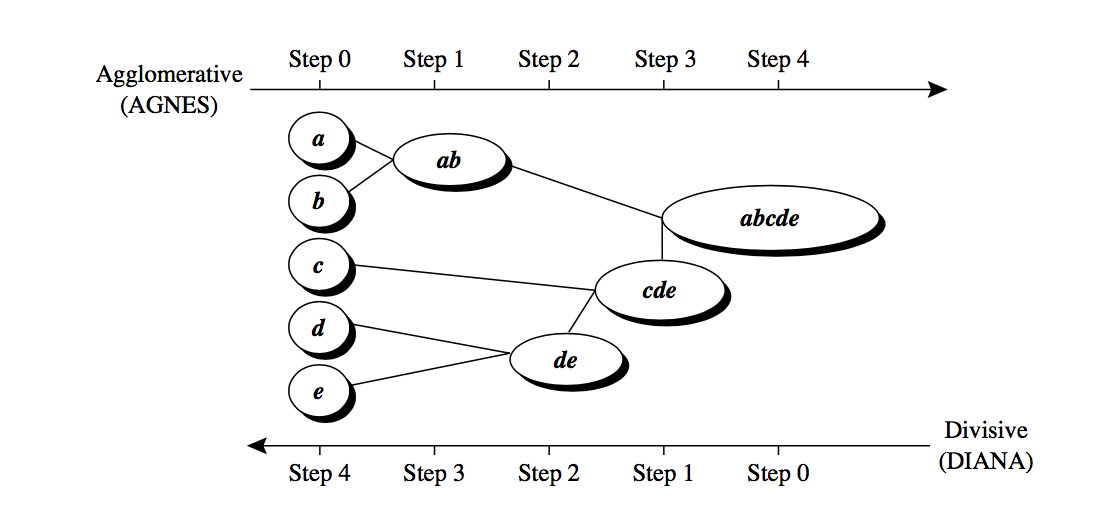 Step 0 Step 1 Step 2 Step 3 Step 4
Agglomerative
(AGNES)
a
ab
b
abcde
c
cde
d
de
e
Divisive
(DIANA)
Step 4 Step 3 Step 2 Step 1 Step 0